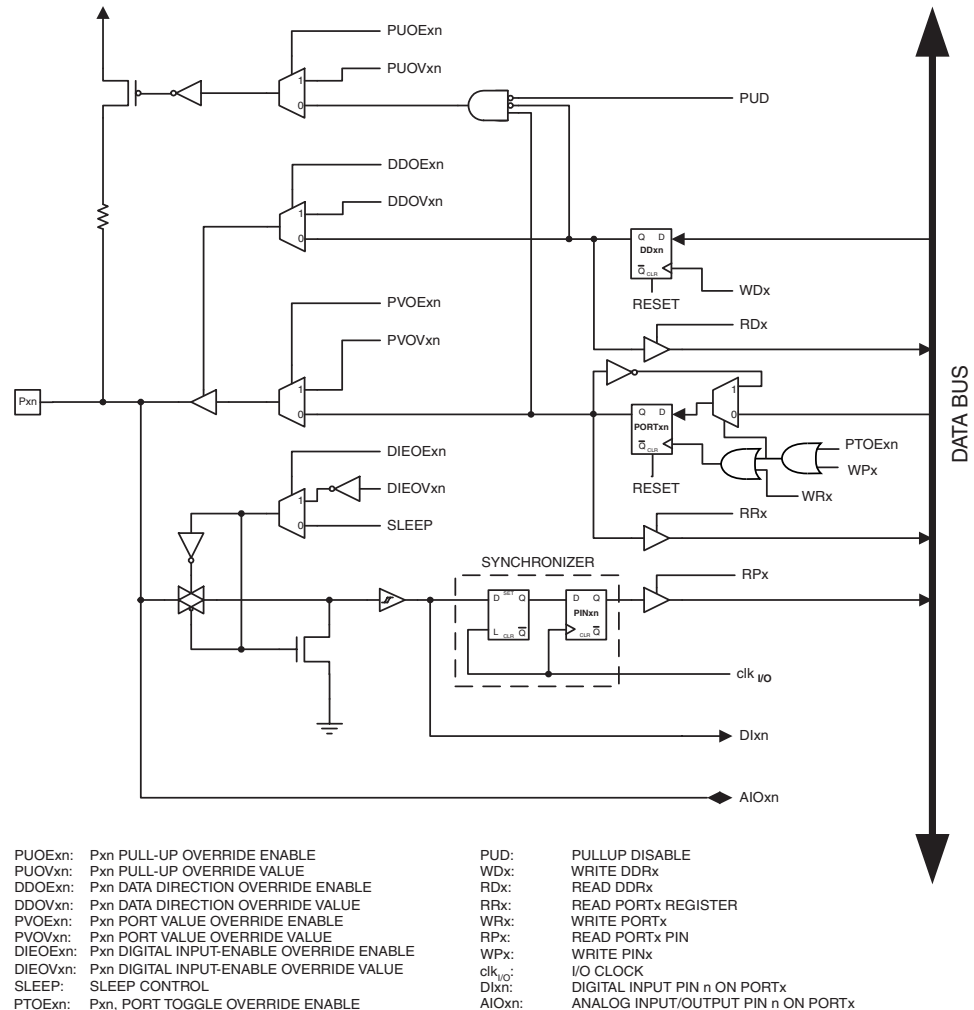 PUOExn
PUOVxn
1
0
PUD
DDOExn
DDOVxn
1
0
Q D
DDxn
Q CLR
WDx
RESET
PVOExn
RDx
PVOVxn
1
0
Pxn
1
0
Q D
PORTxn
Q CLR
PTOExn
WPx
DATA BUS
DIEOExn
RESET
WRx
DIEOVxn
1
0
SLEEP
RRx
SYNCHRONIZER
RPx
D SET Q
L CLR Q
D Q
PINxn
CLR Q
clk I/O
DIxn
AIOxn
PUOExn: Pxn PULL-UP OVERRIDE ENABLE
PUOVxn: Pxn PULL-UP OVERRIDE VALUE
DDOExn: Pxn DATA DIRECTION OVERRIDE ENABLE
DDOVxn: Pxn DATA DIRECTION OVERRIDE VALUE
PVOExn: Pxn PORT VALUE OVERRIDE ENABLE
PVOVxn: Pxn PORT VALUE OVERRIDE VALUE
DIEOExn: Pxn DIGITAL INPUT-ENABLE OVERRIDE ENABLE
DIEOVxn: Pxn DIGITAL INPUT-ENABLE OVERRIDE VALUE
SLEEP: SLEEP CONTROL
PTOExn: Pxn, PORT TOGGLE OVERRIDE ENABLE
PUD: PULLUP DISABLE
WDx: WRITE DDRx
RDx: READ DDRx
RRx: READ PORTx REGISTER
WRx: WRITE PORTx
RPx: READ PORTx PIN
WPx: WRITE PINx
clkI/O: I/O CLOCK
DIxn: DIGITAL INPUT PIN n ON PORTx
AIOxn: ANALOG INPUT/OUTPUT PIN n ON PORTx